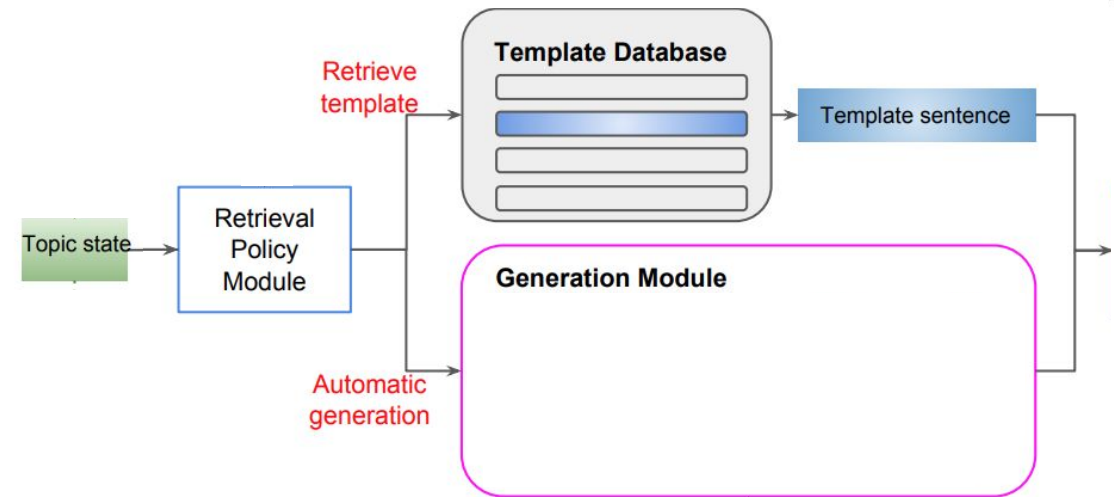 Template Database
Retrieve
template
Template sentence
Topic state
Retrieval
Policy
Module
Generation Module
Automatic
generation